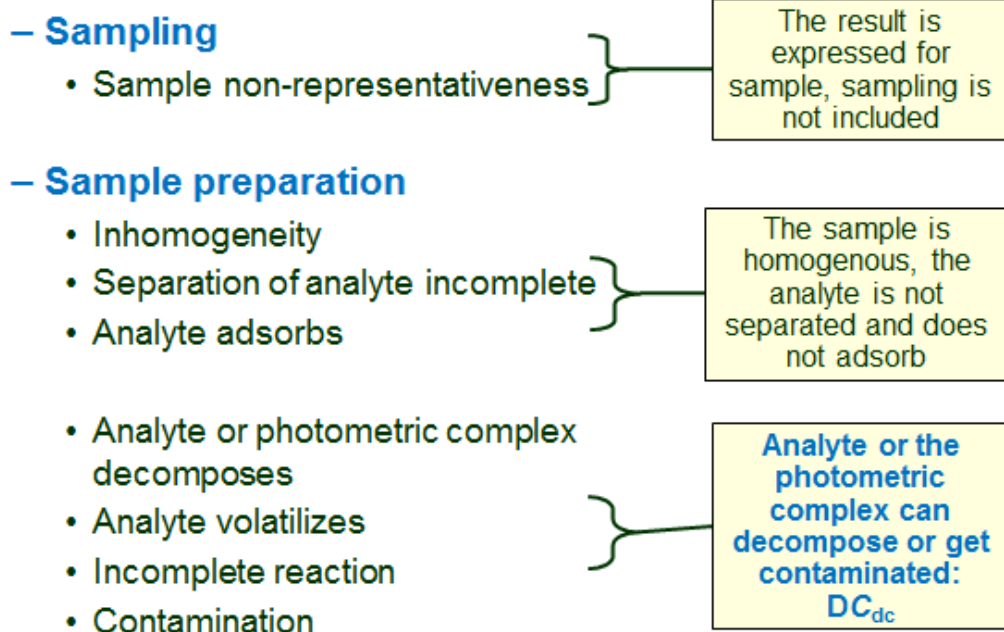 – Sampling
• Sample non-representativeness
The result is
expressed for
sample, sampling is
not included
– Sample preparation
• Inhomogeneity
• Separation of analyte incomplete
• Analyte adsorbs
The sample is
homogenous, the
analyte is not
separated and does
not adsorb
• Analyte or photometric complex
decomposes
• Analyte volatilizes
• Incomplete reaction
• Contamination
Analyte or the
photometric
complex can
decompose or get
contaminated:
DCdc